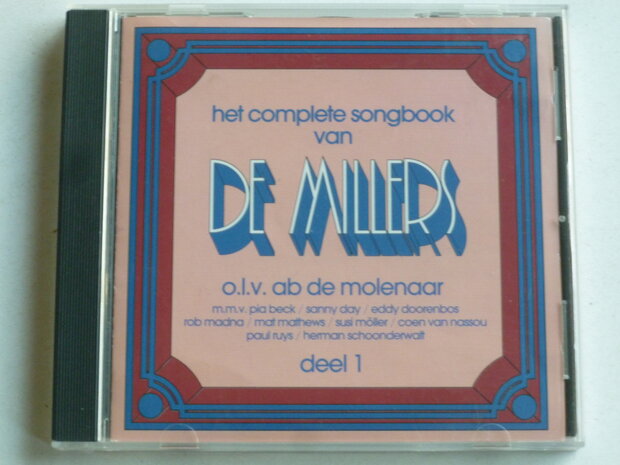 het complete songbook
van
DE MILLERS
o.l.v. ab de molenaar
m.m.v. pia beck / sanny day / eddy doorenbos
rob madna / mat mathews / susi möller / coen van nassou
paul ruys / herman schoonderwalt
deel 1